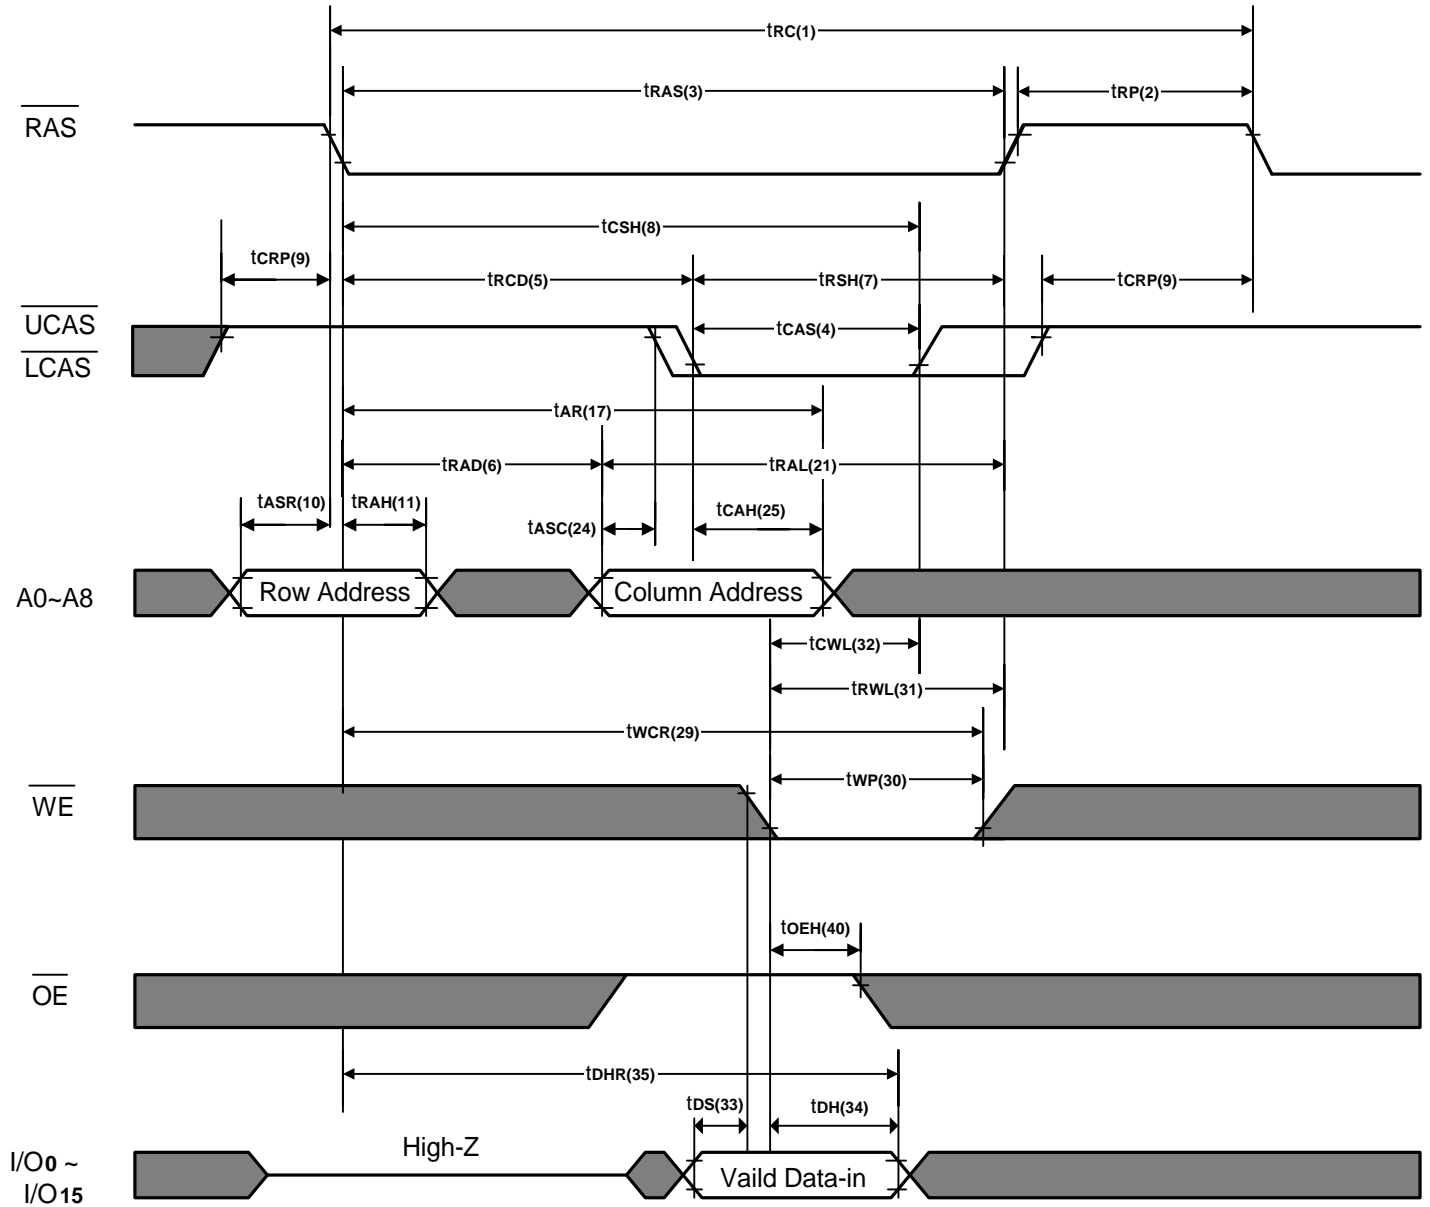 tRC(1)
tRAS(3) tRP(2)
RAS
tCSH(8)
tCRP(9) tRCD(5) tRSH(7) tCRP(9)
UCAS tCAS(4)
LCAS
tAR(17)
tRAD(6) tRAL(21)
tASR(10) tRAH(11) tASC(24) tCAH(25)
A0~A8 Row Address Column Address
tCWL(32)
tRWL(31)
tWCR(29)
tWP(30)
WE
tOEH(40)
OE
tDHR(35)
tDS(33) tDH(34)
High-Z
I/O0 ~
I/O15 Vaild Data-in